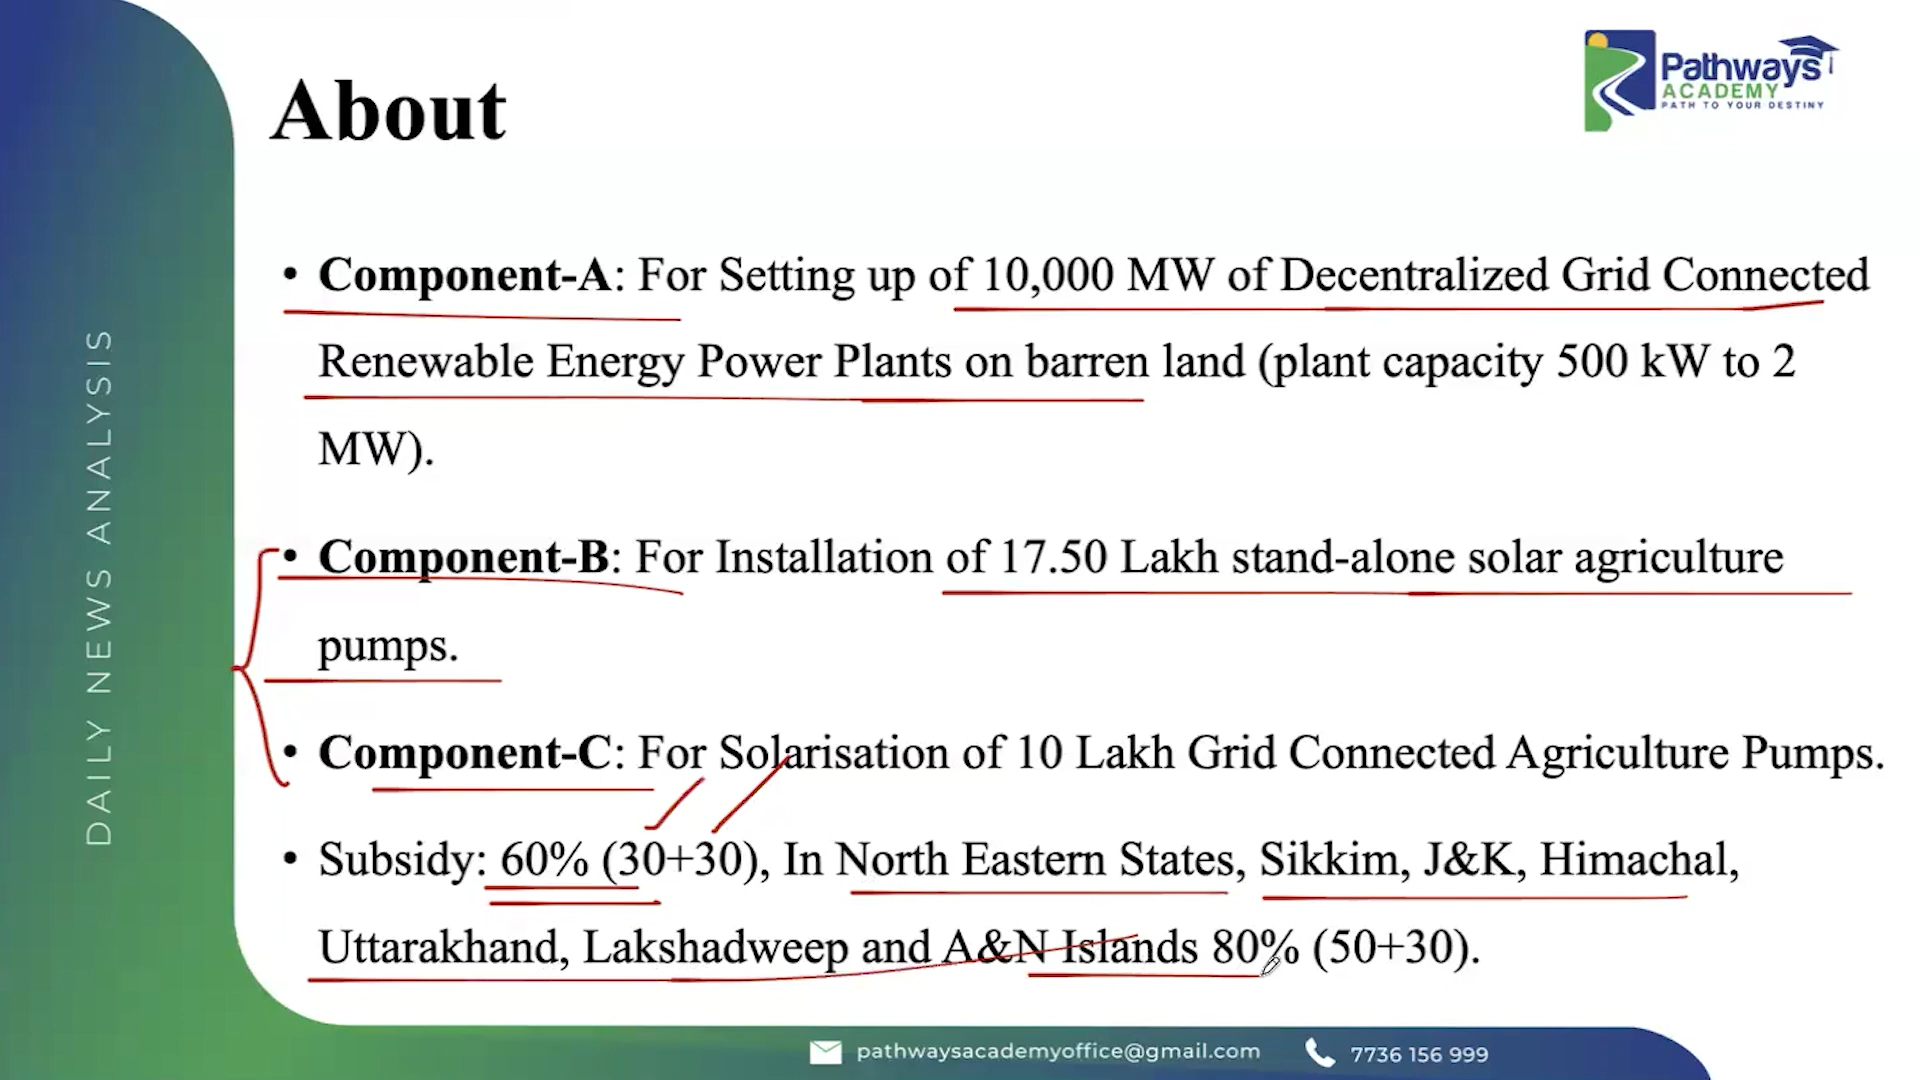 Pathways
ACADEMY
PATH TO YOUR DESTINY
About
• Component-A: For Setting up of 10,000 MW of Decentralized Grid Connected
Renewable Energy Power Plants on barren land (plant capacity 500 kW to 2
MW).
• Component-B: For Installation of 17.50 Lakh stand-alone solar agriculture
pumps.
• Component-C: For Solarisation of 10 Lakh Grid Connected Agriculture Pumps.
• Subsidy: 60% (30+30), In North Eastern States, Sikkim, J&K, Himachal,
Uttarakhand, Lakshadweep and A&N Islands 80% (50+30).
DAILY NEWS ANALYSIS
pathwaysacademyoffice@gmail.com
7736 156 999